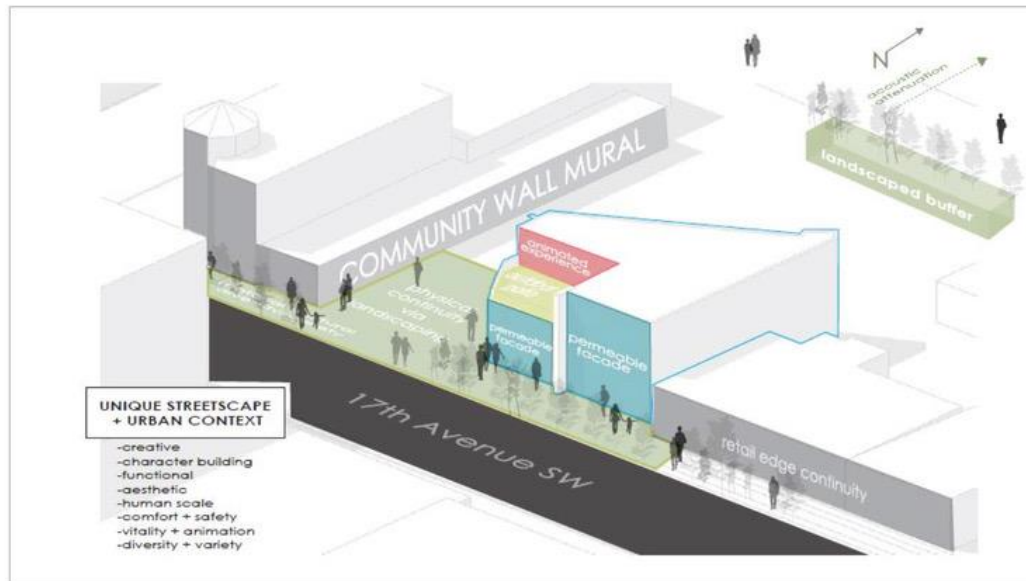 N
acoustic
attenuation
landscaped buffer
COMMUNITY WALL MURAL
animated
experience
permeable
facade
permeable
facade
physical
continuity
via
landscaping
17th Avenue SW
retail edge continuity
UNIQUE STREETSCAPE
+ URBAN CONTEXT
-creative
-character building
-functional
-aesthetic
-human scale
-comfort + safety
-vitality + animation
-diversity + variety